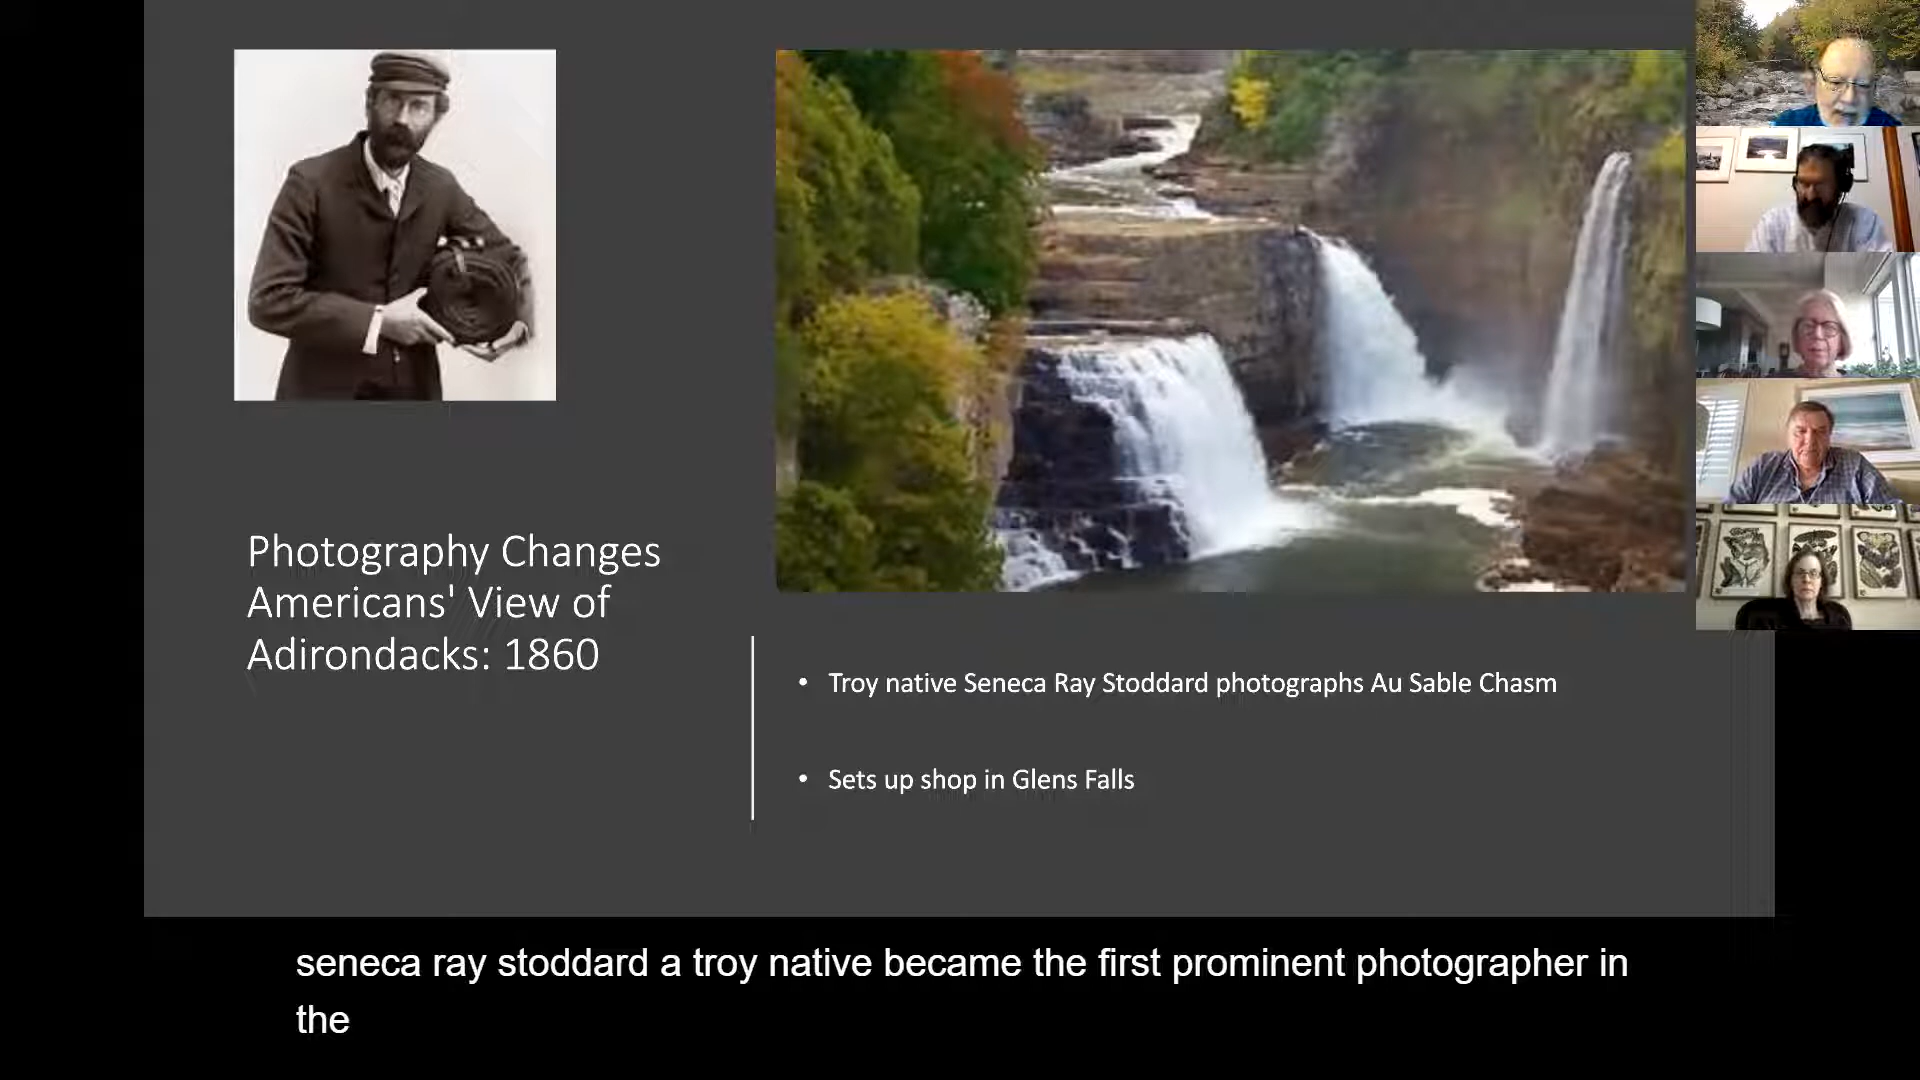 Photography Changes
Americans' View of
Adirondacks: 1860
• Troy native Seneca Ray Stoddard photographs Au Sable Chasm
• Sets up shop in Glens Falls
seneca ray stoddard a troy native became the first prominent photographer in
the